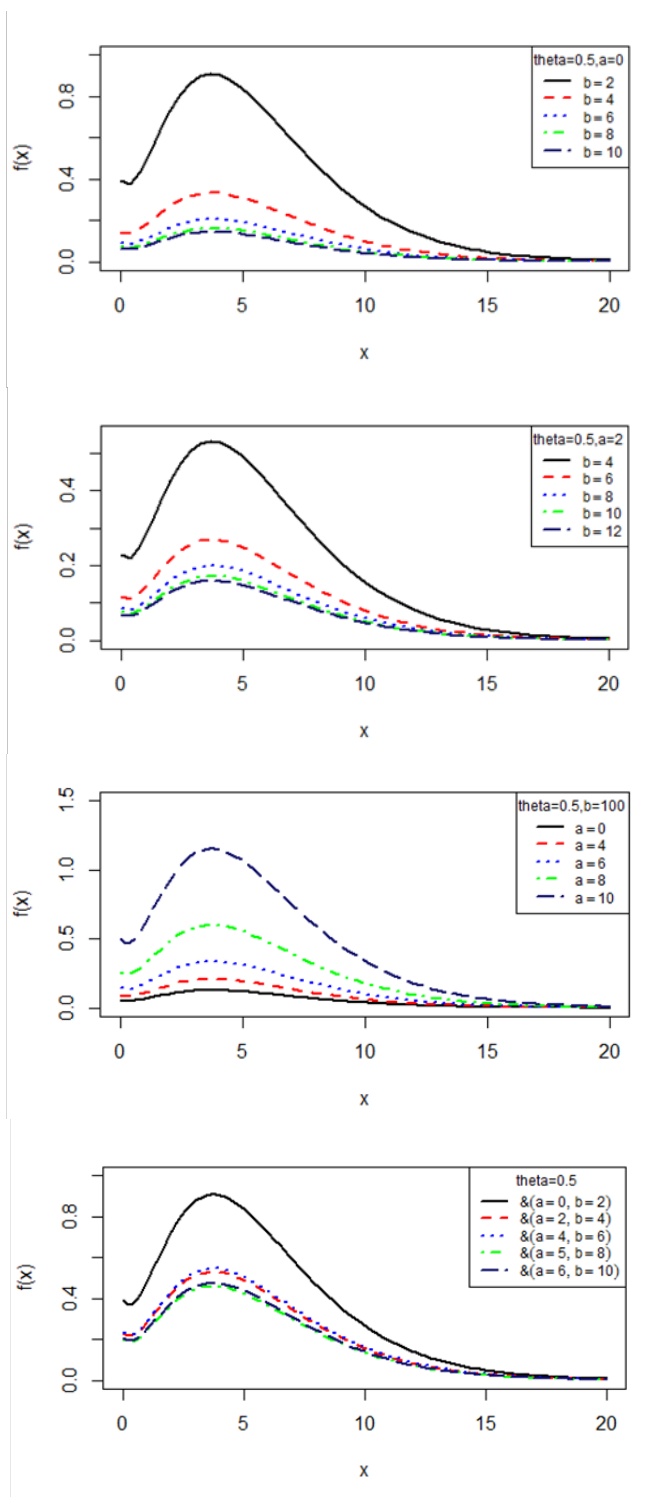 theta=0.5,a=0
b=2
b=4
b=6
b=8
b=10
f(x)
0.8
0.4
0.0
0 5 10 15 20
x
theta=0.5,a=2
b=4
b=6
b=8
b=10
b=12
f(x)
0.4
0.2
0.0
0 5 10 15 20
x
theta=0.5,b=100
a=0
a=4
a=6
a=8
a=10
f(x)
1.5
1.0
0.5
0.0
0 5 10 15 20
x
theta=0.5
&(a=0, b=2)
&(a=2, b=4)
&(a=4, b=6)
&(a=5, b=8)
&(a=6, b=10)
f(x)
0.8
0.4
0.0
0 5 10 15 20
x